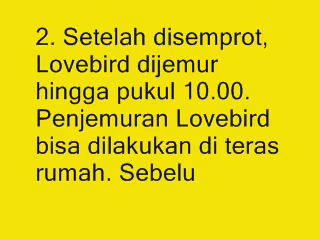 2. Setelah disemprot,
Lovebird dijemur
hingga pukul 10.00.
Penjemuran Lovebird
bisa dilakukan di teras
rumah. Sebelu